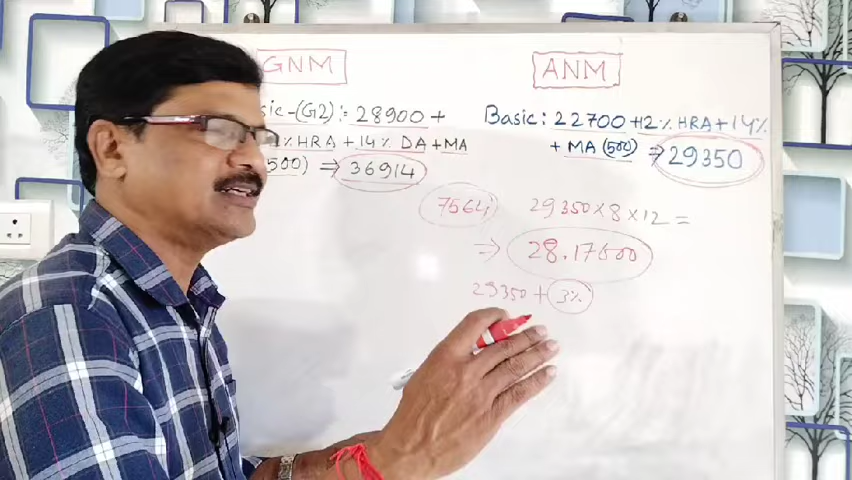 GNM
ANM
sic-(G2):- 28900 +
% HRA + 14% DA + MA
500) ⇒ 36914
Basic: 22700 + 12% HRA + 14%
+ MA (500) ⇒ 29350
7564
29350 × 8 × 12 =
⇒ 28.17600
29350 + 3%